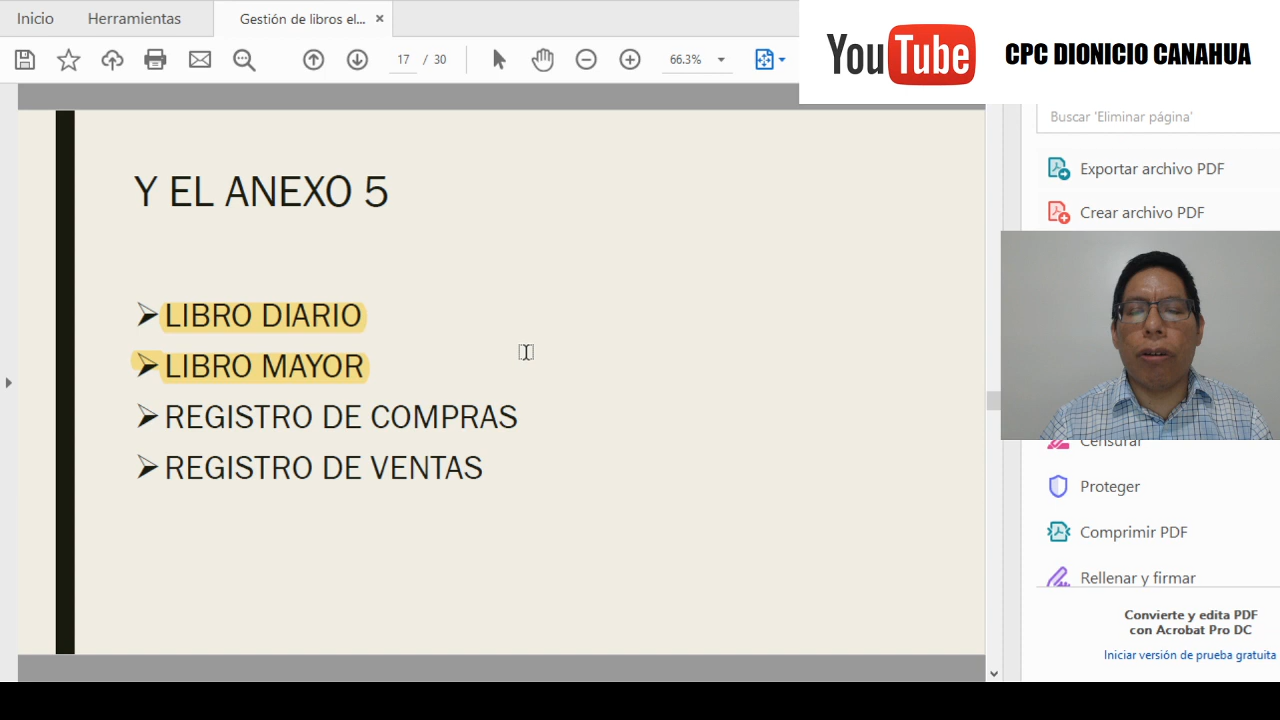 Inicio
Herramientas
Gestión de libros el...
17 / 30
66.3%
YouTube
CPC DIONICIO CANAHUA
Buscar 'Eliminar página'
Exportar archivo PDF
Crear archivo PDF
Y EL ANEXO 5
LIBRO DIARIO
LIBRO MAYOR
REGISTRO DE COMPRAS
REGISTRO DE VENTAS
Censurar
Proteger
Comprimir PDF
Rellenar y firmar
Convierte y edita PDF
con Acrobat Pro DC
Iniciar versión de prueba gratuita